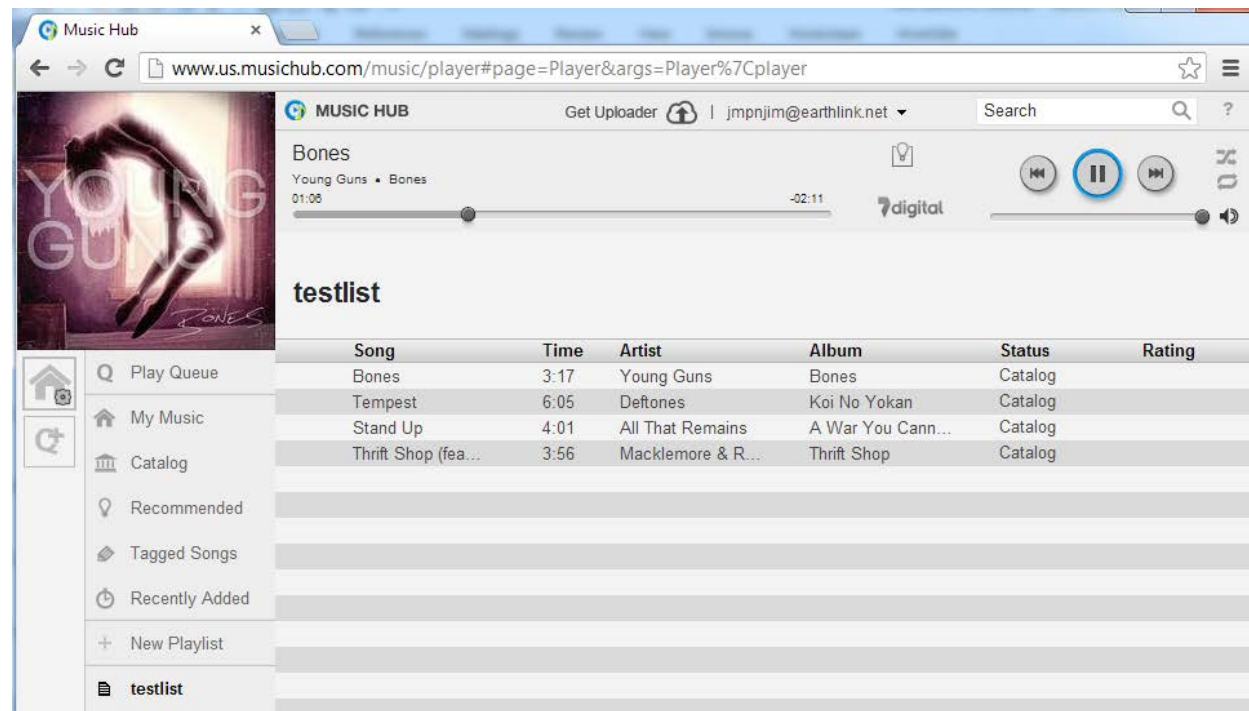 Music Hub
www.us.musichub.com/music/player#page=Player&args=Player%7Cplayer
MUSIC HUB Get Uploader | jmpnjim@earthlink.net Search ?
YOUNG GUNS
BONES
Bones
Young Guns • Bones
01:06 -02:11
7digital
testlist
Song Time Artist Album Status Rating
Bones 3:17 Young Guns Bones Catalog
Tempest 6:05 Deftones Koi No Yokan Catalog
Stand Up 4:01 All That Remains A War You Cann... Catalog
Thrift Shop (fea... 3:56 Macklemore & R... Thrift Shop Catalog
Q Play Queue
My Music
Catalog
Recommended
Tagged Songs
Recently Added
New Playlist
testlist